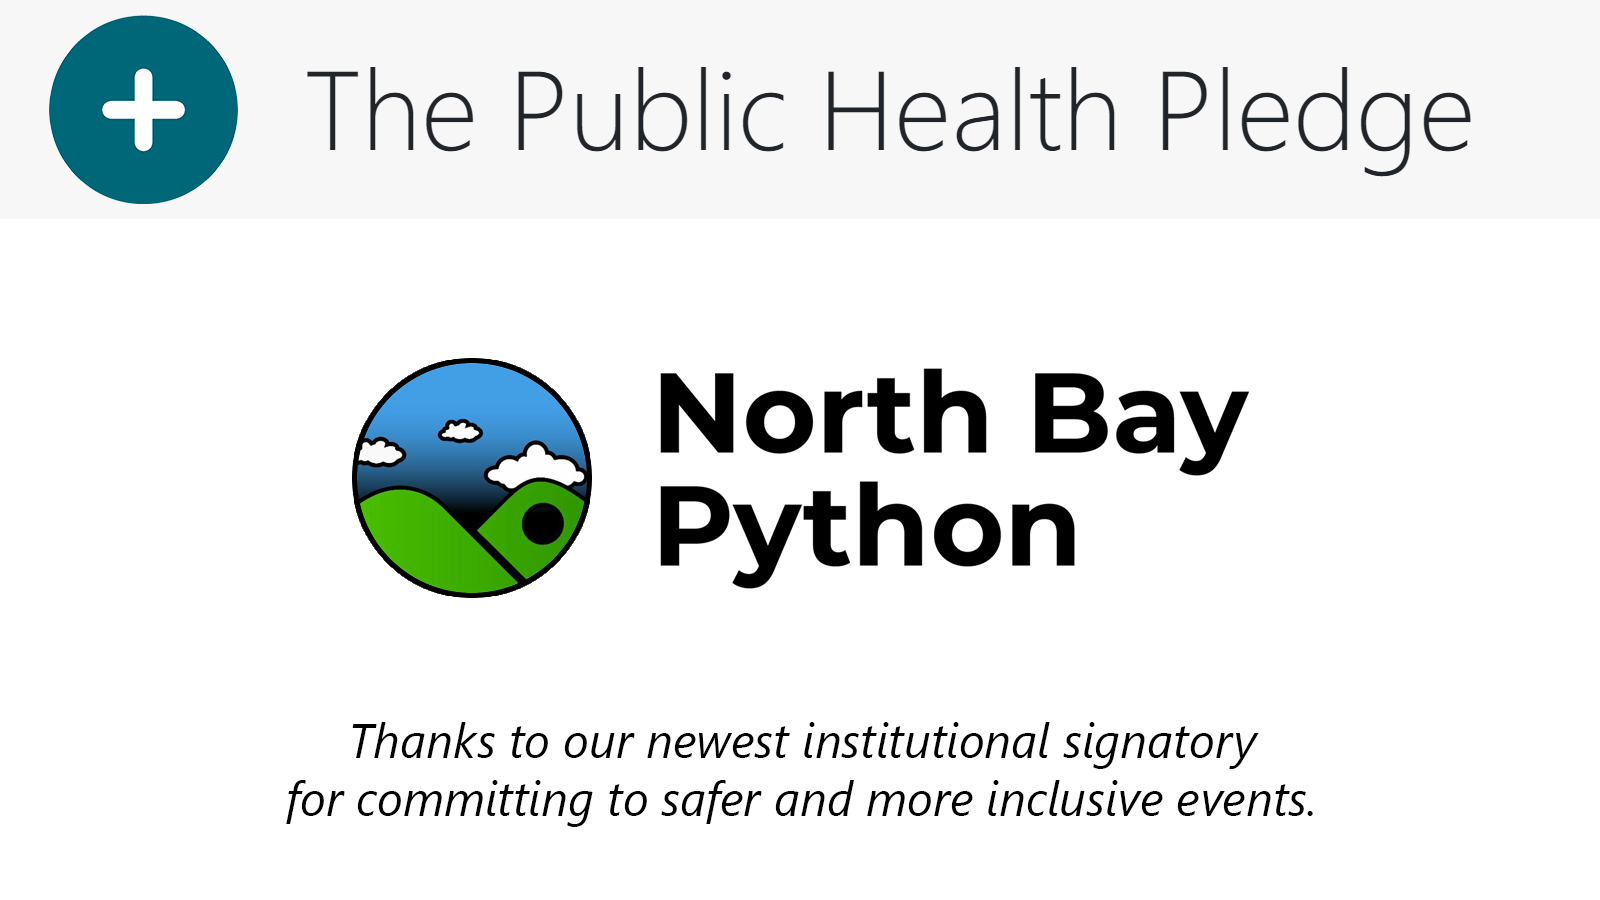 The Public Health Pledge
North Bay
Python
Thanks to our newest institutional signatory
for committing to safer and more inclusive events.